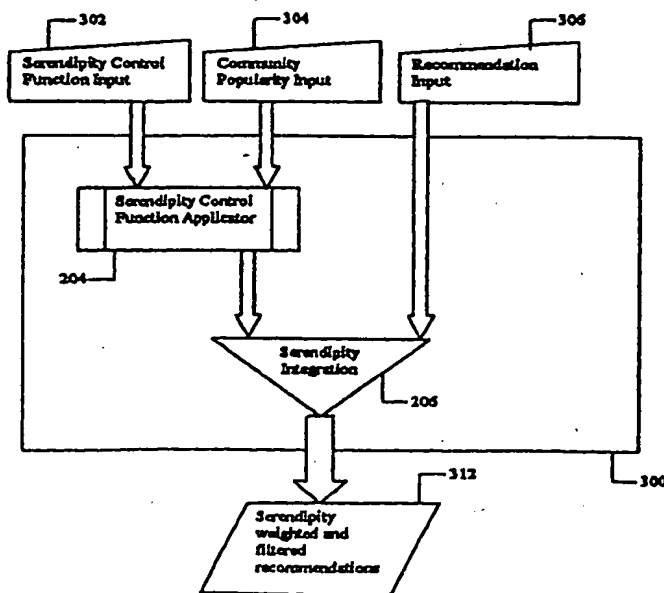 302
304
306
Serendipity Control
Function Input
Community
Popularity Input
Recommendation
Input
Serendipity Control
Function Applicator
204
Serendipity
Integration
206
300
312
Serendipity
weighted and
filtered
recommendations